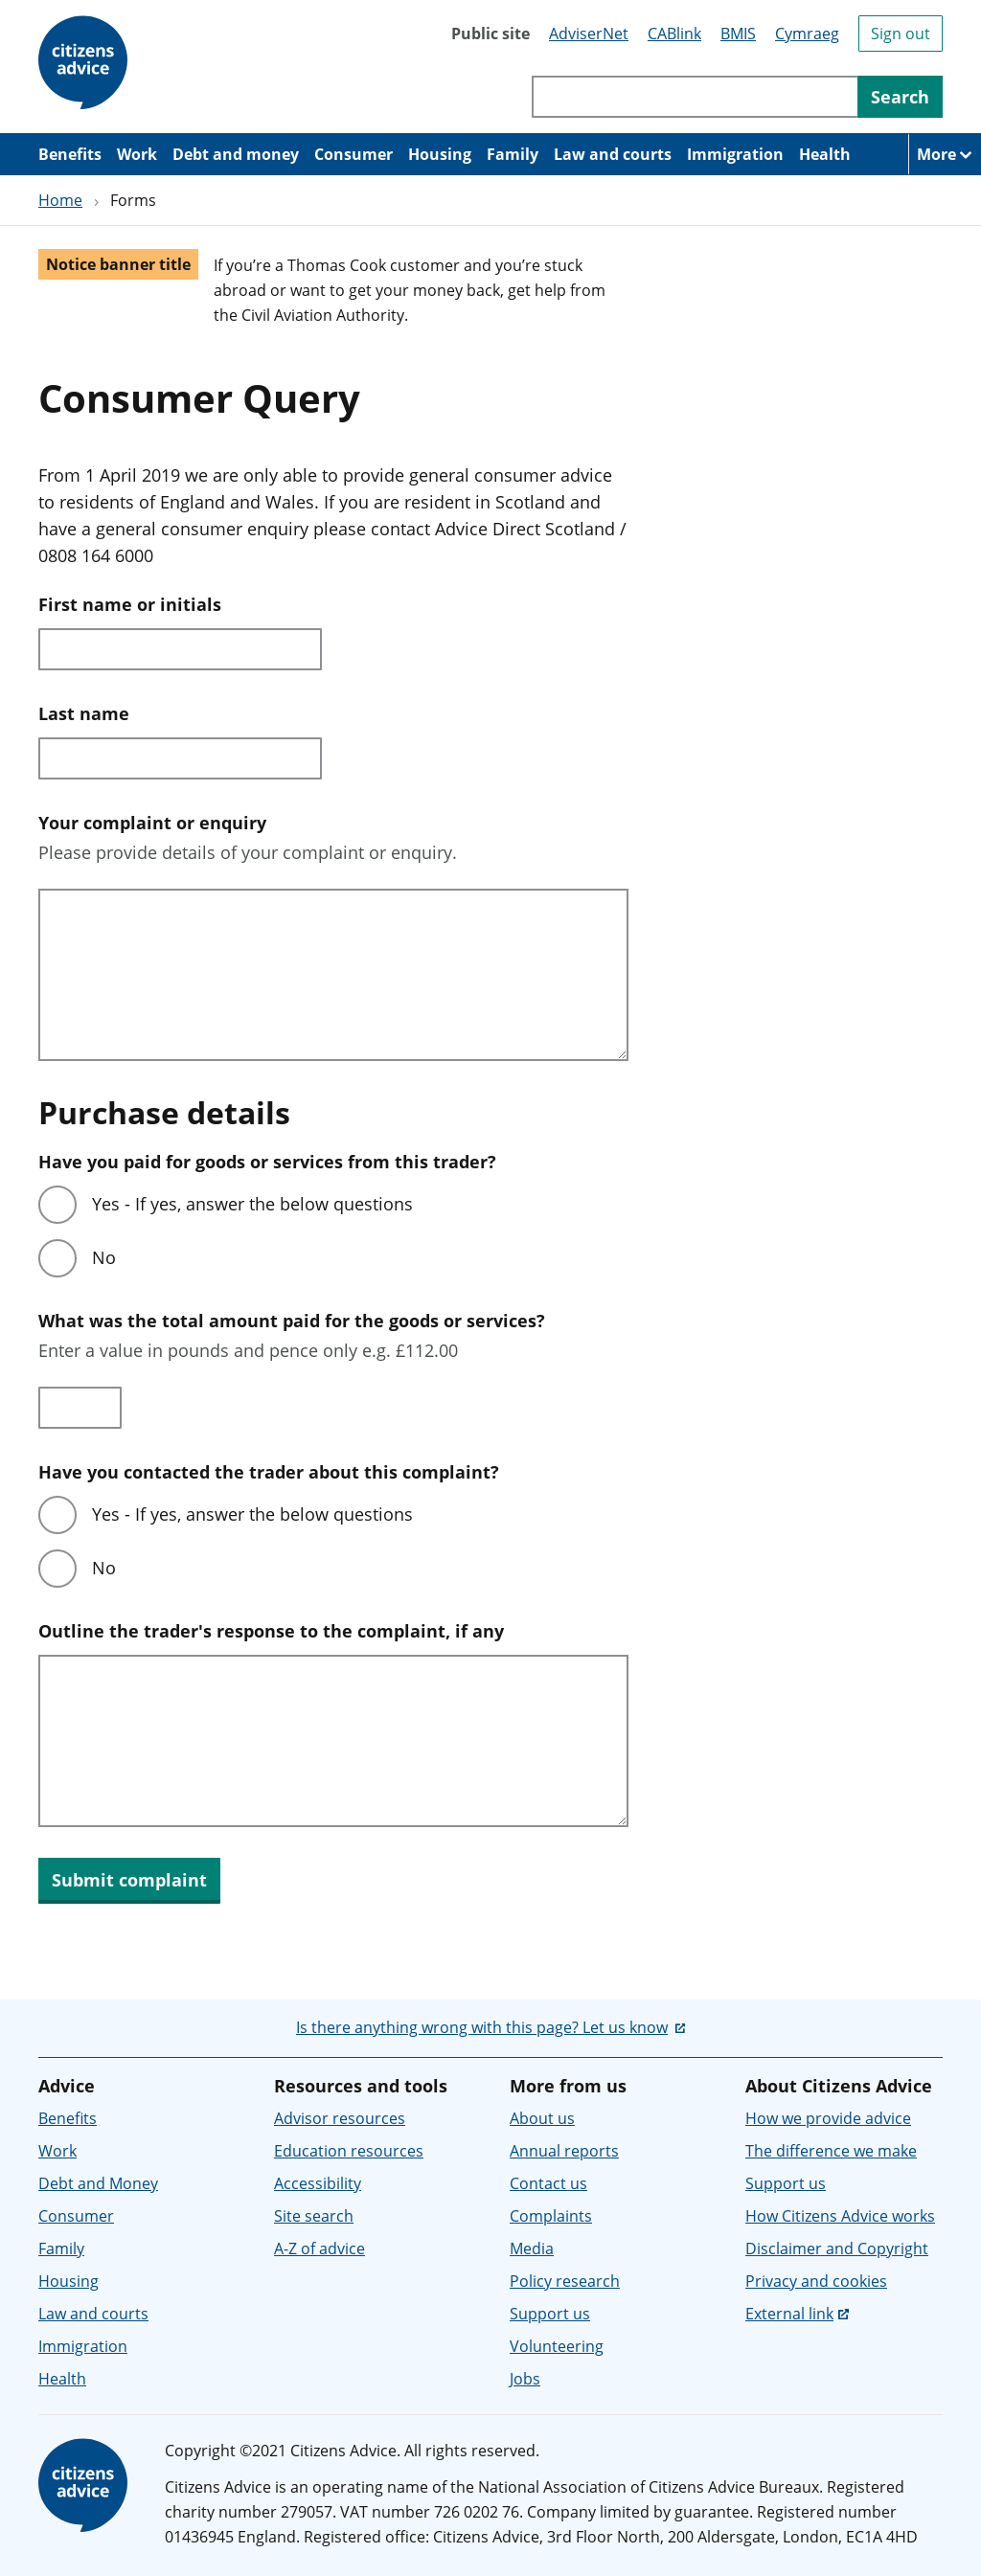 citizens
advice
Public site AdviserNet CABlink BMIS Cymraeg Sign out
Search
Benefits Work Debt and money Consumer Housing Family Law and courts Immigration Health More
Home › Forms
Notice banner title
If you’re a Thomas Cook customer and you’re stuck
abroad or want to get your money back, get help from
the Civil Aviation Authority.
Consumer Query
From 1 April 2019 we are only able to provide general consumer advice
to residents of England and Wales. If you are resident in Scotland and
have a general consumer enquiry please contact Advice Direct Scotland /
0808 164 6000
First name or initials
Last name
Your complaint or enquiry
Please provide details of your complaint or enquiry.
Purchase details
Have you paid for goods or services from this trader?
Yes - If yes, answer the below questions
No
What was the total amount paid for the goods or services?
Enter a value in pounds and pence only e.g. £112.00
Have you contacted the trader about this complaint?
Yes - If yes, answer the below questions
No
Outline the trader's response to the complaint, if any
Submit complaint
Is there anything wrong with this page? Let us know
Advice
Benefits
Work
Debt and Money
Consumer
Family
Housing
Law and courts
Immigration
Health
Resources and tools
Advisor resources
Education resources
Accessibility
Site search
A-Z of advice
More from us
About us
Annual reports
Contact us
Complaints
Media
Policy research
Support us
Volunteering
Jobs
About Citizens Advice
How we provide advice
The difference we make
Support us
How Citizens Advice works
Disclaimer and Copyright
Privacy and cookies
External link
citizens
advice
Copyright ©2021 Citizens Advice. All rights reserved.
Citizens Advice is an operating name of the National Association of Citizens Advice Bureaux. Registered
charity number 279057. VAT number 726 0202 76. Company limited by guarantee. Registered number
01436945 England. Registered office: Citizens Advice, 3rd Floor North, 200 Aldersgate, London, EC1A 4HD